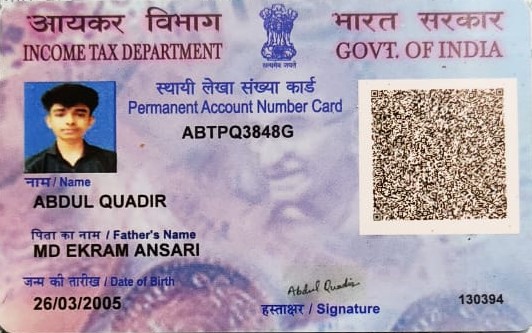 आयकर विभाग
INCOME TAX DEPARTMENT
सत्यमेव जयते
भारत सरकार
GOVT. OF INDIA
स्थायी लेखा संख्या कार्ड
Permanent Account Number Card
ABTPQ3848G
नाम / Name
ABDUL QUADIR
पिता का नाम / Father's Name
MD EKRAM ANSARI
जन्म की तारीख / Date of Birth
26/03/2005
Abdul Quadir
हस्ताक्षर / Signature
130394